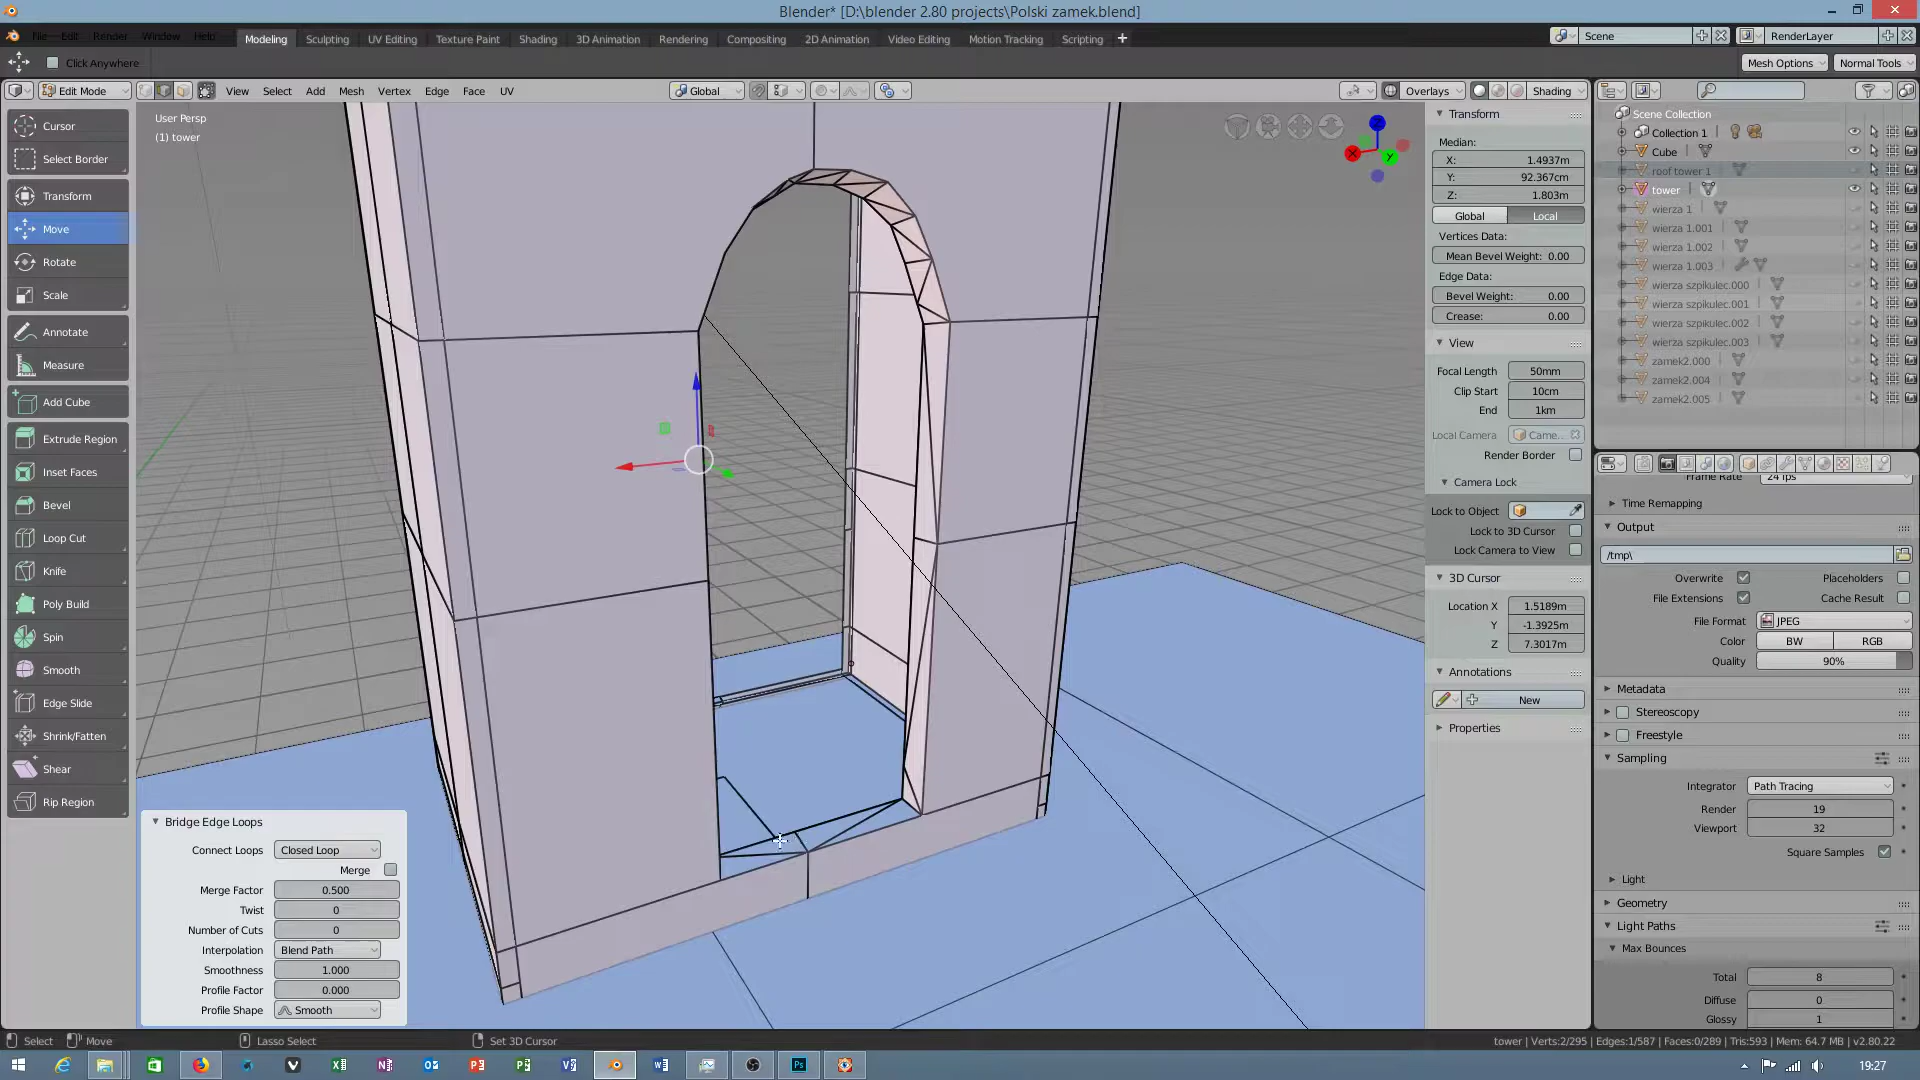 Blender* [D:\blender 2.80 projects\Polski zamek.blend]
File Edit Render Window Help
Modeling Sculpting UV Editing Texture Paint Shading 3D Animation Rendering Compositing 2D Animation Video Editing Motion Tracking Scripting
Scene
RenderLayer
Click Anywhere
Mesh Options
Normal Tools
Edit Mode
View Select Add Mesh Vertex Edge Face UV
Global
Overlays
Shading
Cursor
Select Border
Transform
Move
Rotate
Scale
Annotate
Measure
Add Cube
Extrude Region
Inset Faces
Bevel
Loop Cut
Knife
Poly Build
Spin
Smooth
Edge Slide
Shrink/Fatten
Shear
Rip Region
User Persp
(1) tower
Z
X
Y
Bridge Edge Loops
Connect Loops Closed Loop
Merge
Merge Factor 0.500
Twist 0
Number of Cuts 0
Interpolation Blend Path
Smoothness 1.000
Profile Factor 0.000
Profile Shape Smooth
Transform
Median:
X: 1.4937m
Y: 92.367cm
Z: 1.803m
Global Local
Vertices Data:
Mean Bevel Weight: 0.00
Edge Data:
Bevel Weight: 0.00
Crease: 0.00
View
Focal Length 50mm
Clip Start 10cm
End 1km
Local Camera Came..
Render Border
Camera Lock
Lock to Object
Lock to 3D Cursor
Lock Camera to View
3D Cursor
Location X 1.5189m
Y -1.3925m
Z 7.3017m
Annotations
New
Properties
Scene Collection
Collection 1
Cube
roof tower 1
tower
wierza 1
wierza 1.001
wierza 1.002
wierza 1.003
wierza szpikulec.000
wierza szpikulec.001
wierza szpikulec.002
wierza szpikulec.003
zamek2.000
zamek2.004
zamek2.005
Frame Rate 24 fps
Time Remapping
Output
/tmp\
Overwrite Placeholders
File Extensions Cache Result
File Format JPEG
Color BW RGB
Quality 90%
Metadata
Stereoscopy
Freestyle
Sampling
Integrator Path Tracing
Render 19
Viewport 32
Square Samples
Light
Geometry
Light Paths
Max Bounces
Total 8
Diffuse 0
Glossy 1
Select Move Lasso Select Set 3D Cursor
tower | Verts:2/295 | Edges:1/587 | Faces:0/289 | Tris:593 | Mem: 64.7 MB | v2.80.22
19:27